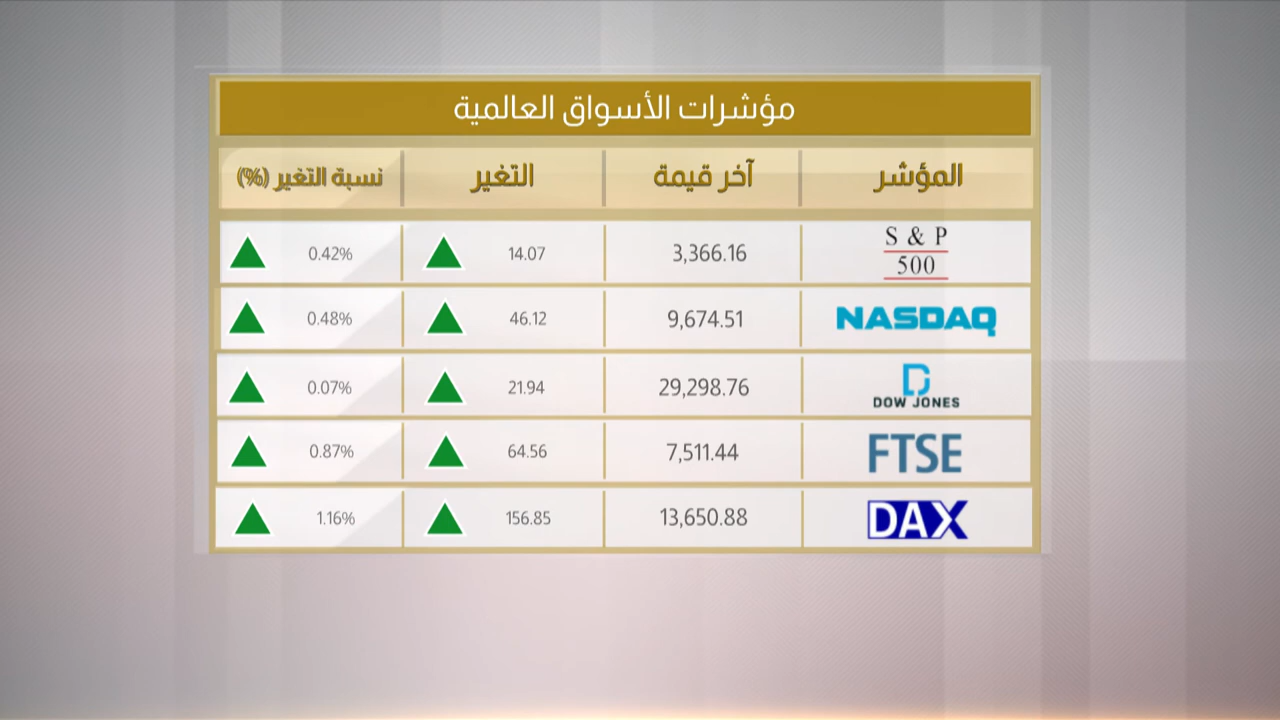 مؤشرات الأسواق العالمية
المؤشر آخر قيمة التغير نسبة التغير (%)
S & P
500 3,366.16 14.07 0.42%
NASDAQ 9,674.51 46.12 0.48%
DOW JONES 29,298.76 21.94 0.07%
FTSE 7,511.44 64.56 0.87%
DAX 13,650.88 156.85 1.16%